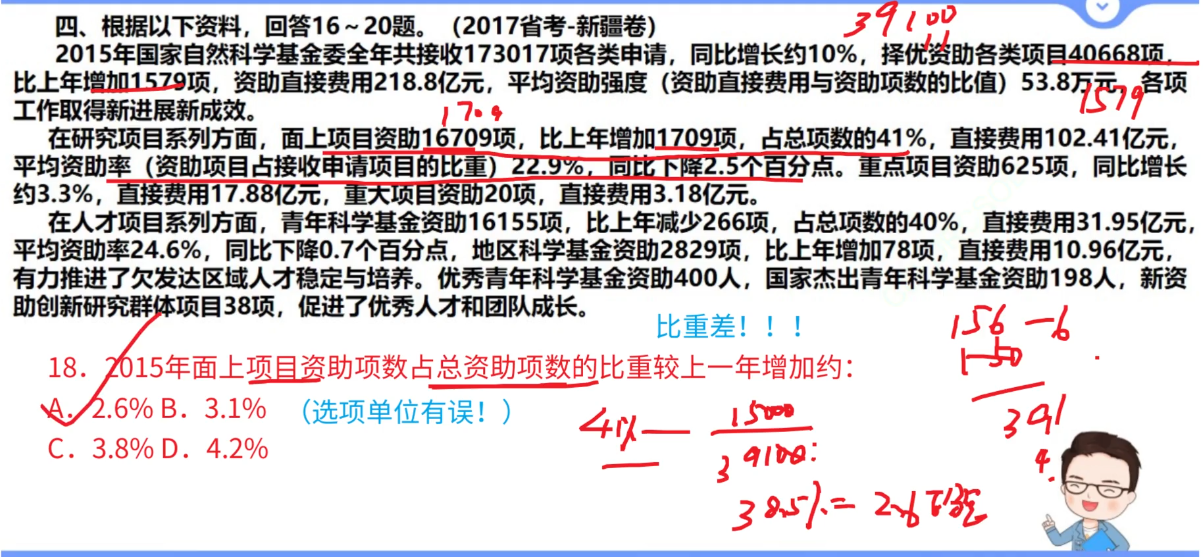 四、根据以下资料，回答16～20题。（2017省考-新疆卷）
39100
2015年国家自然科学基金委全年共接收173017项各类申请，同比增长约10%，择优资助各类项目40668项，
比上年增加1579项，资助直接费用218.8亿元，平均资助强度（资助直接费用与资助项数的比值）53.8万元，各项
工作取得新进展新成效。
1579
1709
在研究项目系列方面，面上项目资助16709项，比上年增加1709项，占总项数的41%，直接费用102.41亿元，
平均资助率（资助项目占接收申请项目的比重）22.9%，同比下降2.5个百分点。重点项目资助625项，同比增长
约3.3%，直接费用17.88亿元，重大项目资助20项，直接费用3.18亿元。
在人才项目系列方面，青年科学基金资助16155项，比上年减少266项，占总项数的40%，直接费用31.95亿元，
平均资助率24.6%，同比下降0.7个百分点，地区科学基金资助2829项，比上年增加78项，直接费用10.96亿元，
有力推进了欠发达区域人才稳定与培养。优秀青年科学基金资助400人，国家杰出青年科学基金资助198人，新资
助创新研究群体项目38项，促进了优秀人才和团队成长。
比重差！！！
18．2015年面上项目资助项数占总资助项数的比重较上一年增加约：
A．2.6% B．3.1% （选项单位有误！）
C．3.8% D．4.2%
41%—
15000
39100
38.5%= 2.6
156 —6
150
391
4.